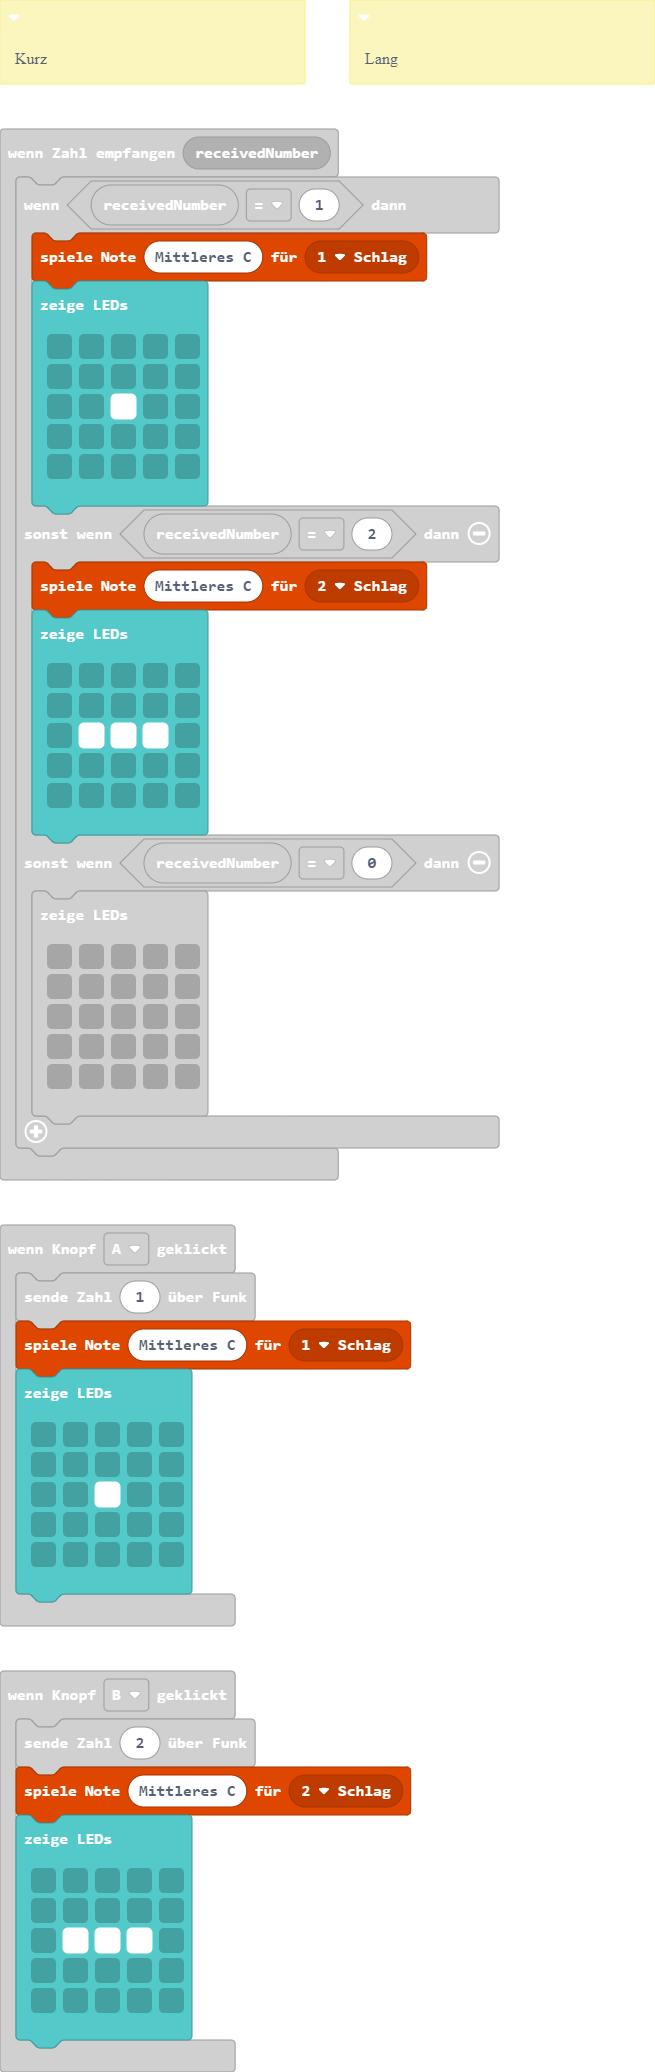 Kurz
Lang
wenn Zahl empfangen receivedNumber
wenn receivedNumber = 1 dann
spiele Note Mittleres C für 1 Schlag
zeige LEDs
sonst wenn receivedNumber = 2 dann
spiele Note Mittleres C für 2 Schlag
zeige LEDs
sonst wenn receivedNumber = 0 dann
zeige LEDs
wenn Knopf A geklickt
sende Zahl 1 über Funk
spiele Note Mittleres C für 1 Schlag
zeige LEDs
wenn Knopf B geklickt
sende Zahl 2 über Funk
spiele Note Mittleres C für 2 Schlag
zeige LEDs